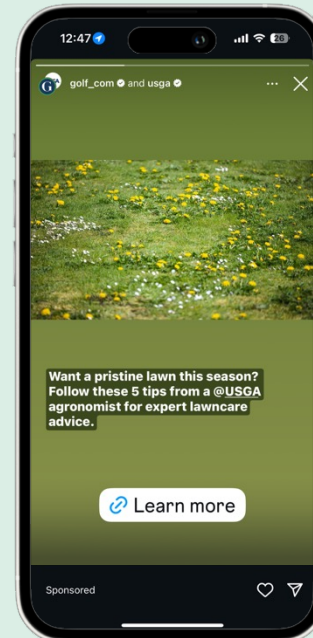 12:47
26
golf_com and usga
Want a pristine lawn this season?
Follow these 5 tips from a @USGA
agronomist for expert lawncare
advice.
Learn more
Sponsored